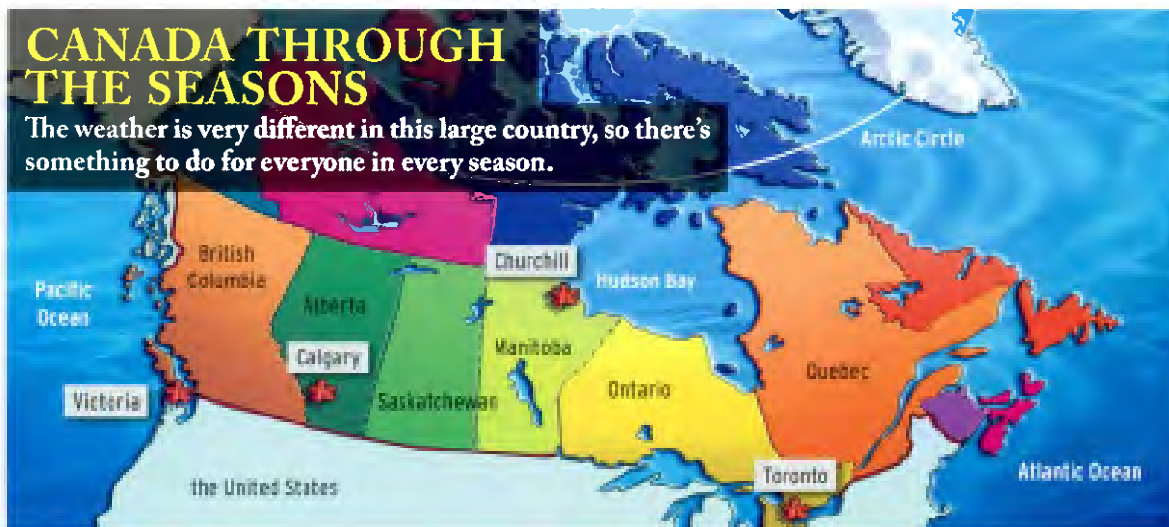 CANADA THROUGH
THE SEASONS
The weather is very different in this large country, so there's
something to do for everyone in every season.
Arctic Circle
British
Columbia
Churchill
Hudson Bay
Pacific
Ocean
Alberta
Manitoba
Calgary
Quebec
Ontario
Victoria
Saskatchewan
Toronto
Atlantic Ocean
the United States